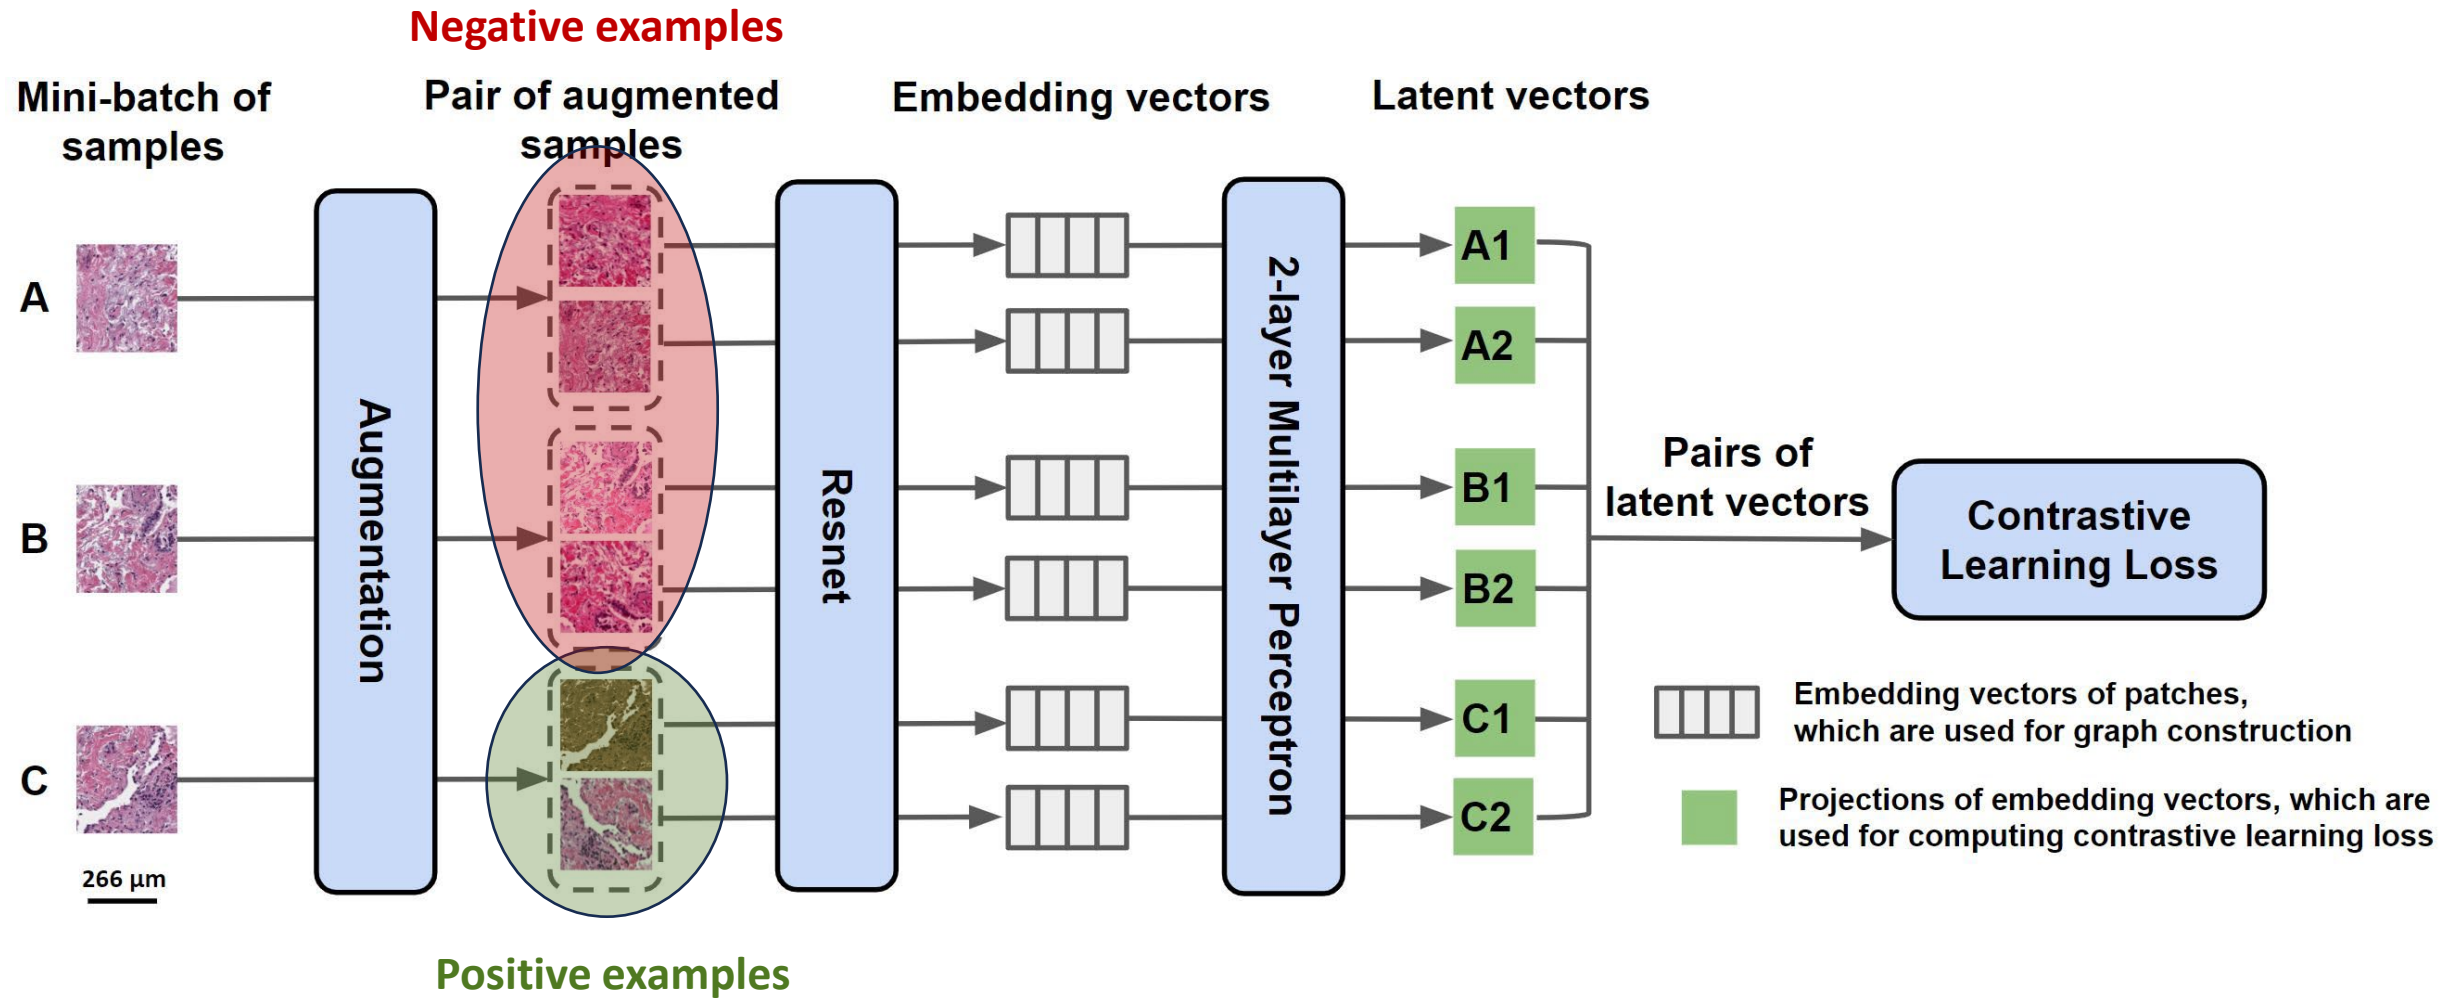 Negative examples
Mini-batch of
samples
Pair of augmented
samples
Embedding vectors
Latent vectors
A
B
C
Augmentation
Resnet
2-layer Multilayer Perceptron
A1
A2
B1
B2
C1
C2
Pairs of
latent vectors
Contrastive
Learning Loss
Embedding vectors of patches,
which are used for graph construction
Projections of embedding vectors, which are
used for computing contrastive learning loss
266 μm
Positive examples